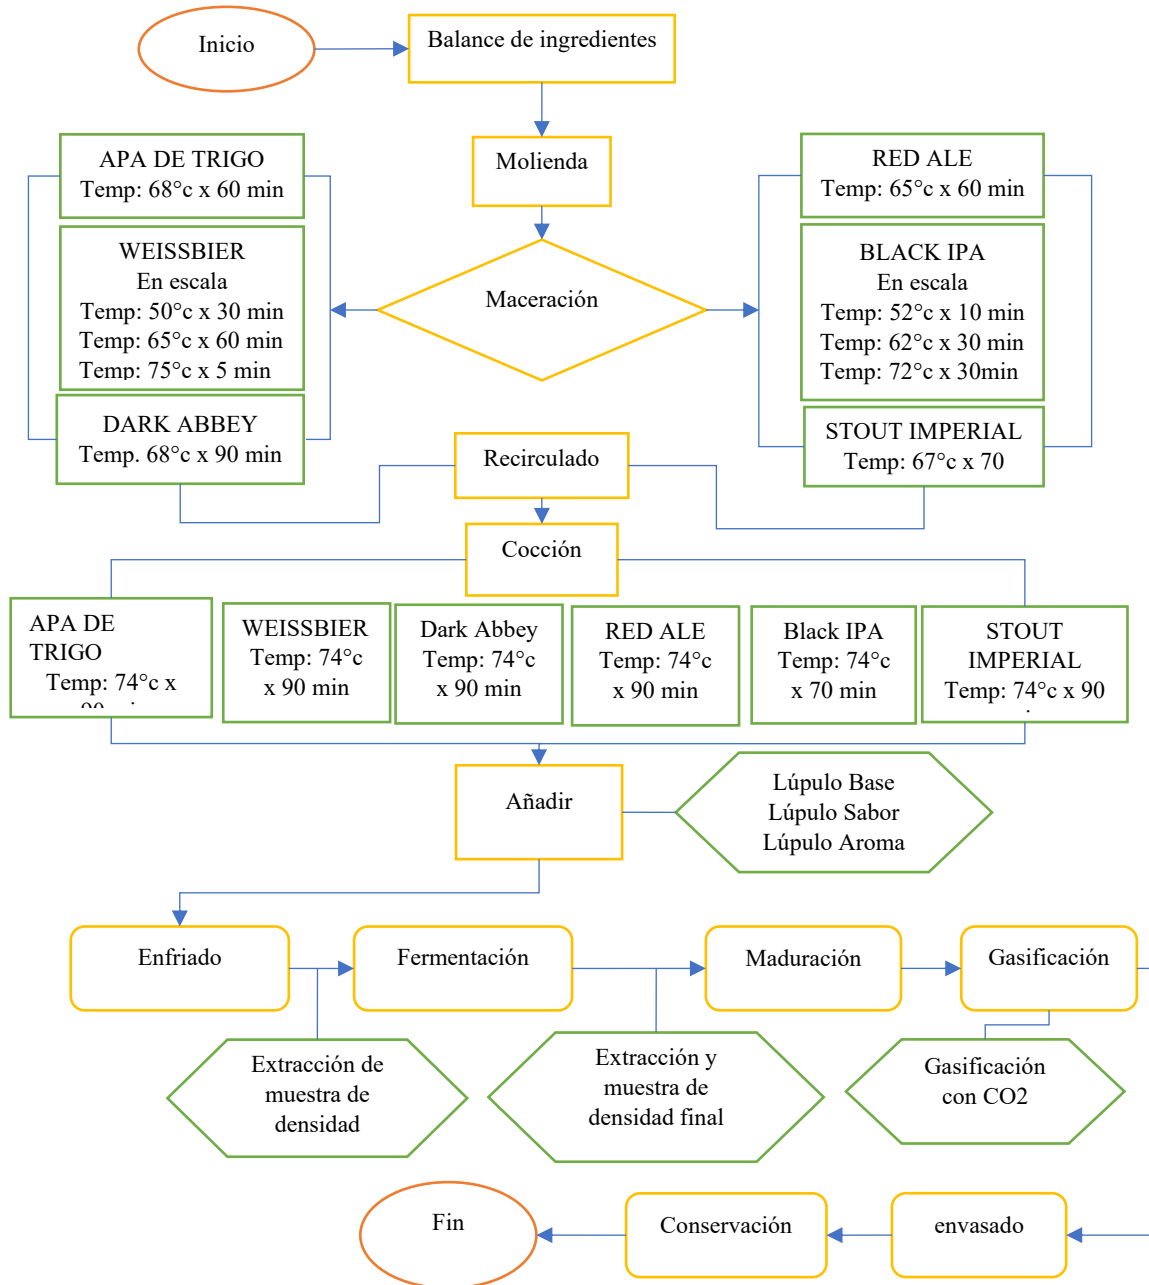 Inicio
Balance de ingredientes
Molienda
APA DE TRIGO
Temp: 68°c x 60 min
WEISSBIER
En escala
Temp: 50°c x 30 min
Temp: 65°c x 60 min
Temp: 75°c x 5 min
DARK ABBEY
Temp. 68°c x 90 min
Maceración
RED ALE
Temp: 65°c x 60 min
BLACK IPA
En escala
Temp: 52°c x 10 min
Temp: 62°c x 30 min
Temp: 72°c x 30min
STOUT IMPERIAL
Temp: 67°c x 70
Recirculado
Cocción
APA DE
TRIGO
Temp: 74°c x
WEISSBIER
Temp: 74°c
x 90 min
Dark Abbey
Temp: 74°c
x 90 min
RED ALE
Temp: 74°c
x 90 min
Black IPA
Temp: 74°c
x 70 min
STOUT
IMPERIAL
Temp: 74°c x 90
Añadir
Lúpulo Base
Lúpulo Sabor
Lúpulo Aroma
Enfriado
Fermentación
Maduración
Gasificación
Extracción de
muestra de
densidad
Extracción y
muestra de
densidad final
Gasificación
con CO2
Fin
Conservación
envasado